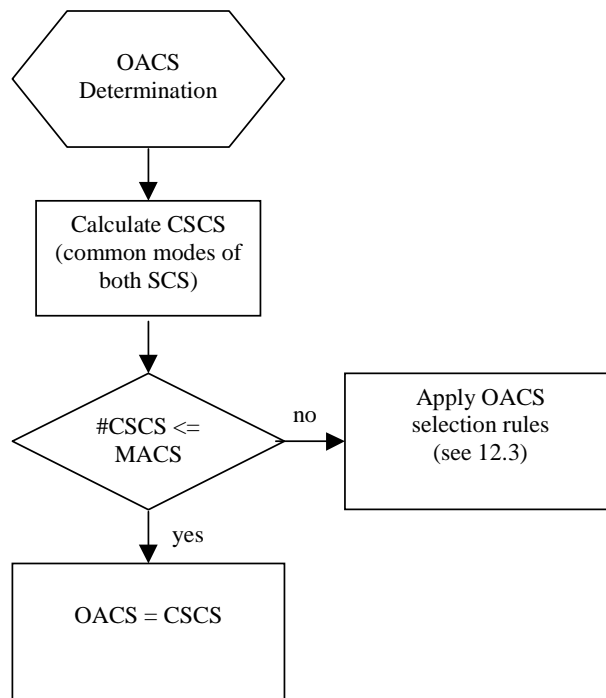 OACS
Determination
Calculate CSCS
(common modes of
both SCS)
#CSCS <=
MACS
no
Apply OACS
selection rules
(see 12.3)
yes
OACS = CSCS